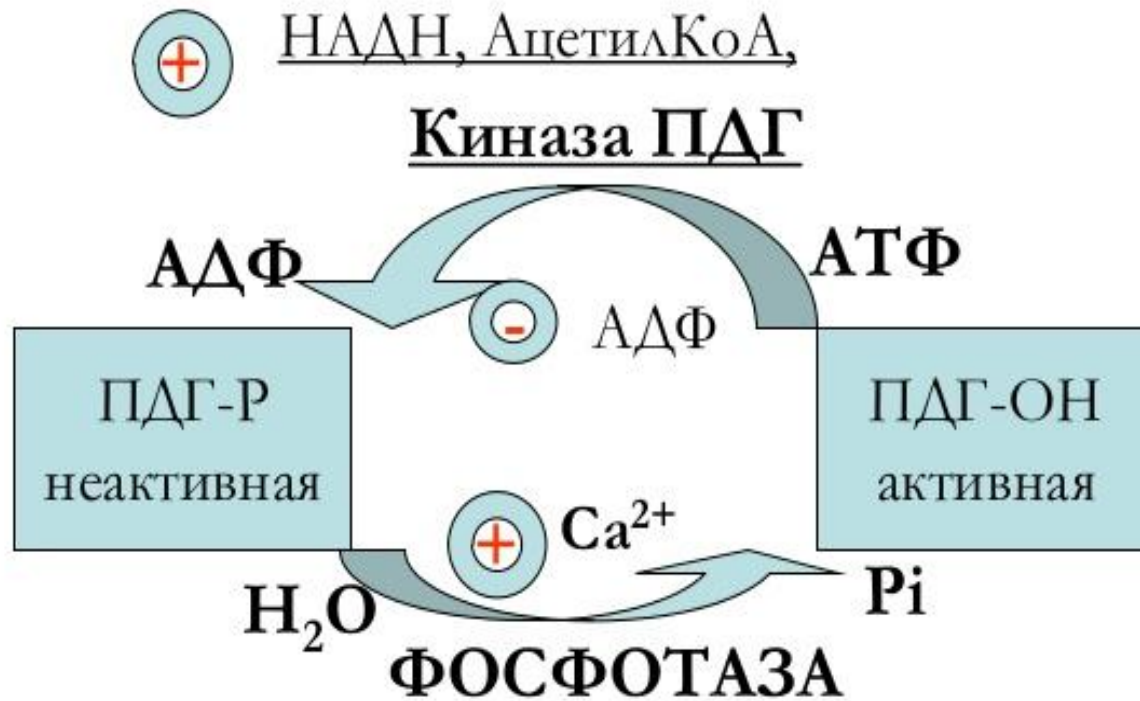 +
НАДН, АцетилКоА,
Киназа ПДГ
АДФ
АТФ
-
АДФ
ПДГ-Р
неактивная
ПДГ-ОН
активная
+
Ca²⁺
H₂O
Pi
ФОСФОТАЗА